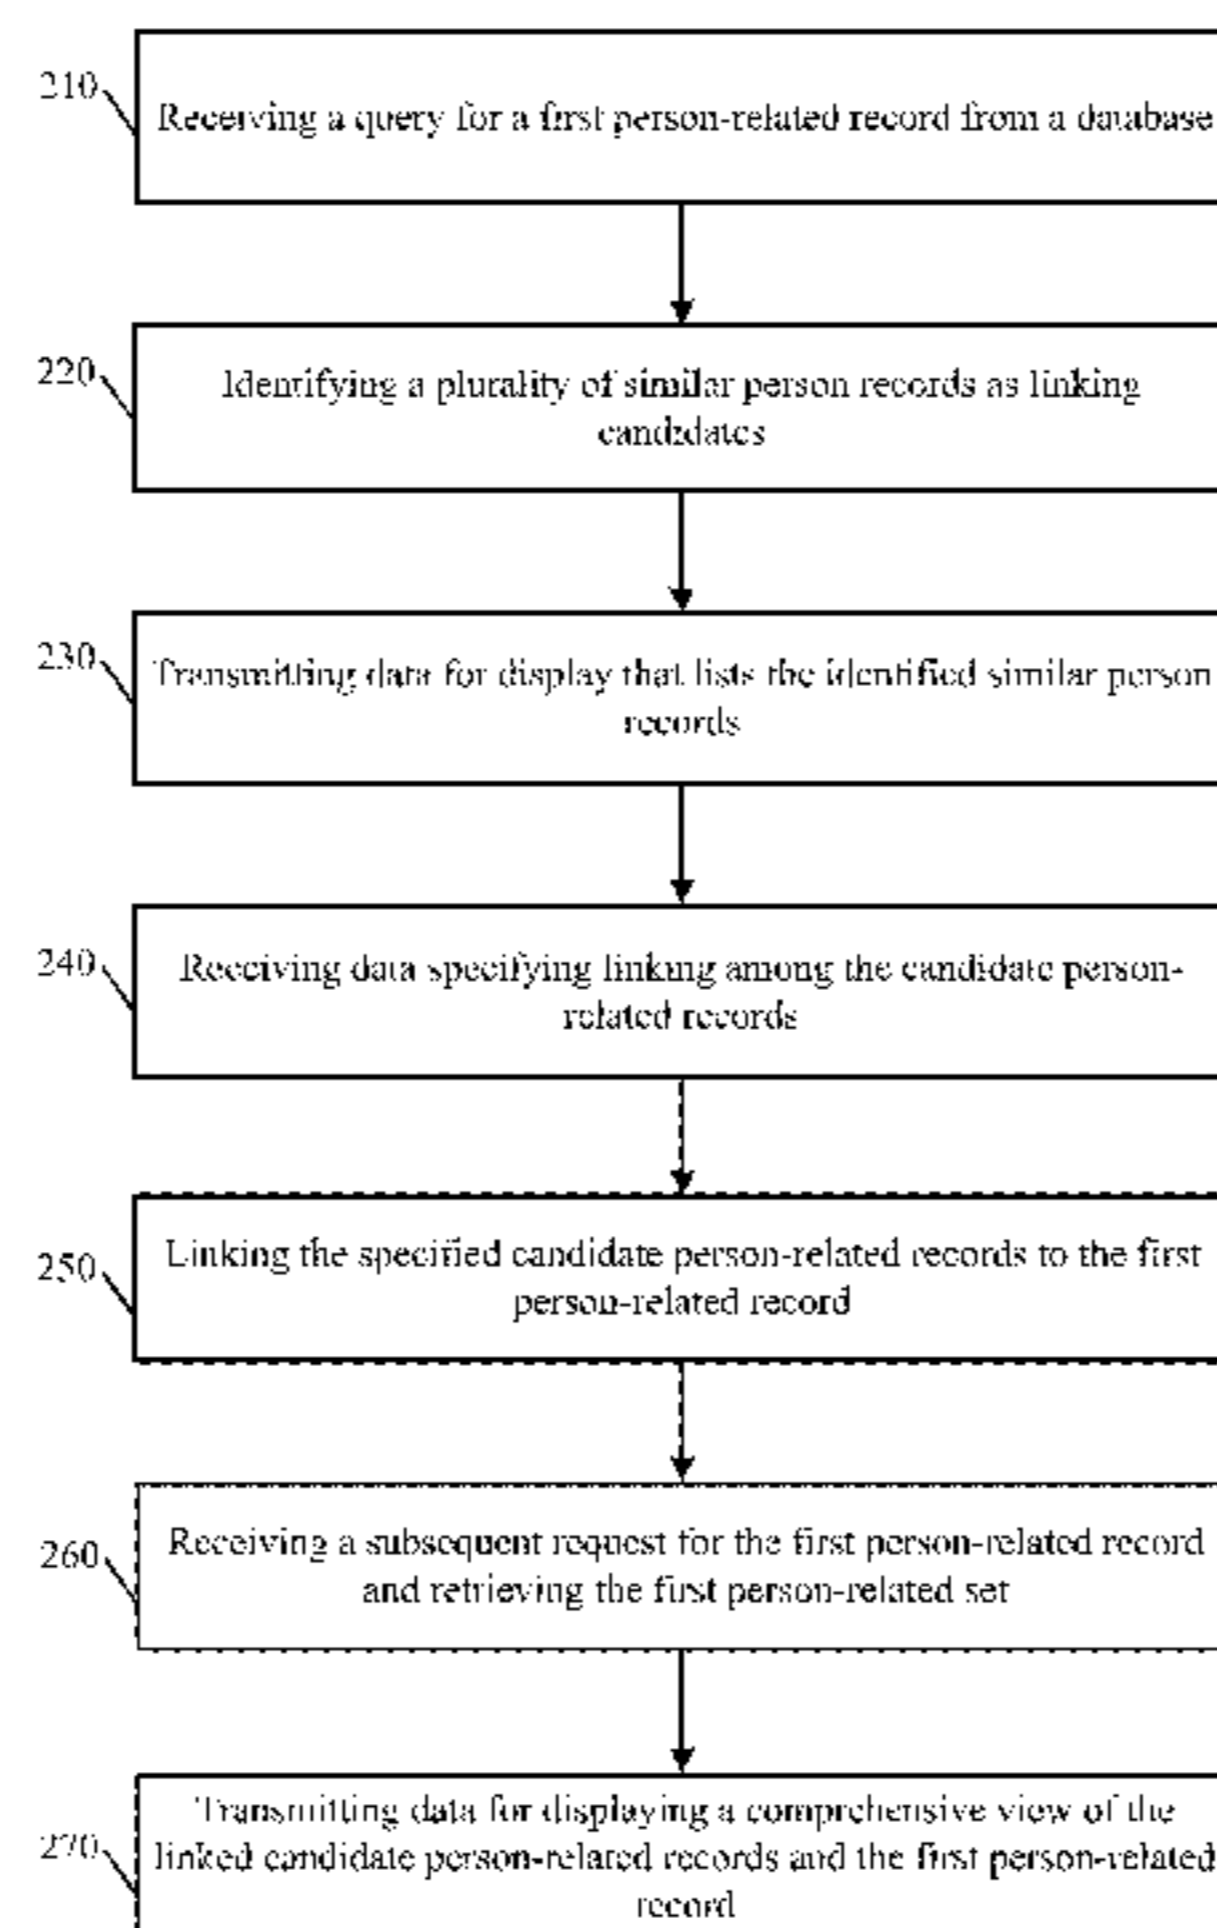 210
Receiving a query for a first person-related record from a database
220
Identifying a plurality of similar person records as linking
candidates
230
Transmitting data for display that lists the identified similar person
records
240
Receiving data specifying linking among the candidate person-
related records
250
Linking the specified candidate person-related records to the first
person-related record
260
Receiving a subsequent request for the first person-related record
and retrieving the first person-related set
270
Transmitting data for displaying a comprehensive view of the
linked candidate person-related records and the first person-related
record